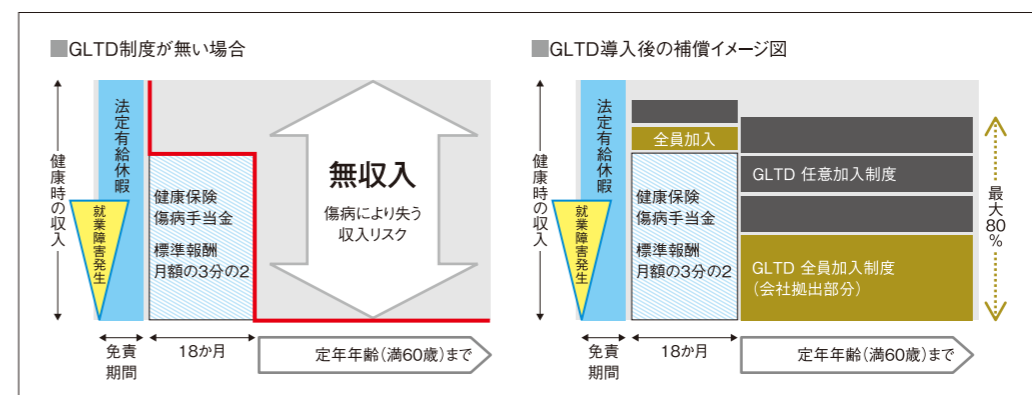 ■GLTD制度が無い場合
健康時の収入
法定有給休暇
就業障害発生
健康保険
傷病手当金
標準報酬
月額の3分の2
無収入
傷病により失う
収入リスク
免責
期間
18か月
定年年齢(満60歳)まで
■GLTD導入後の補償イメージ図
健康時の収入
法定有給休暇
就業障害発生
全員加入
健康保険
傷病手当金
標準報酬
月額の3分の2
GLTD 任意加入制度
GLTD 全員加入制度
(会社拠出部分)
最大80%
免責
期間
18か月
定年年齢(満60歳)まで